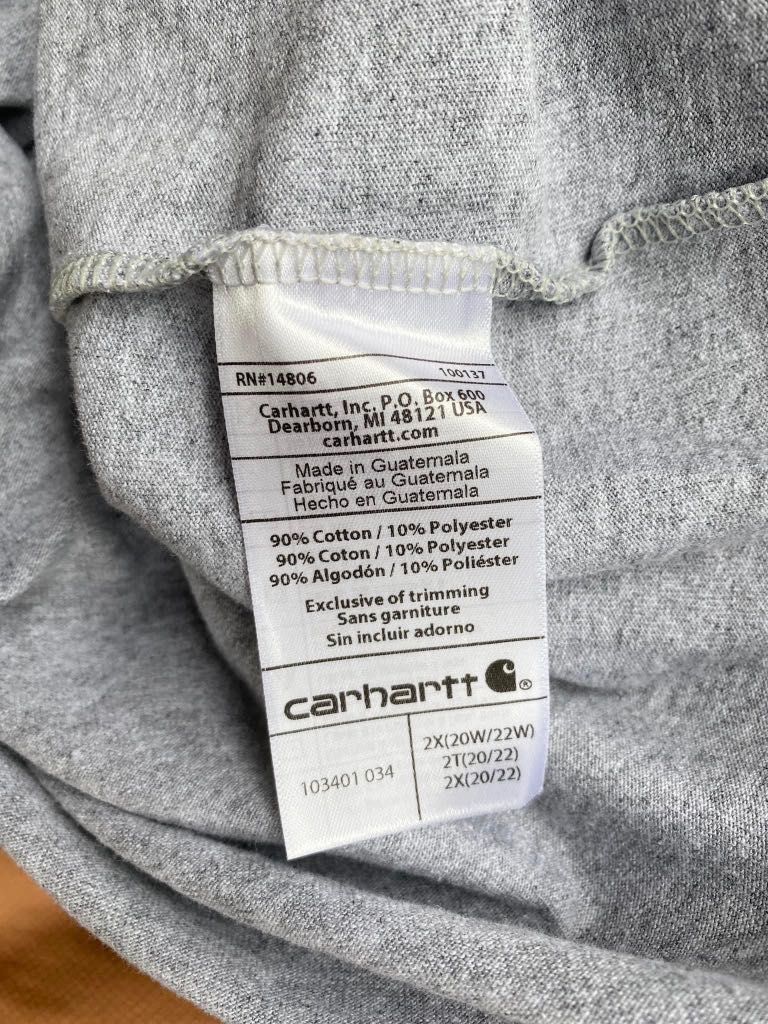 RN#14806 100137
Carhartt, Inc. P.O. Box 600
Dearborn, MI 48121 USA
carhartt.com
Made in Guatemala
Fabriqué au Guatemala
Hecho en Guatemala
90% Cotton / 10% Polyester
90% Coton / 10% Polyester
90% Algodón / 10% Poliéster
Exclusive of trimming
Sans garniture
Sin incluir adorno
carhartt ®
103401 034
2X(20W/22W)
2T(20/22)
2X(20/22)